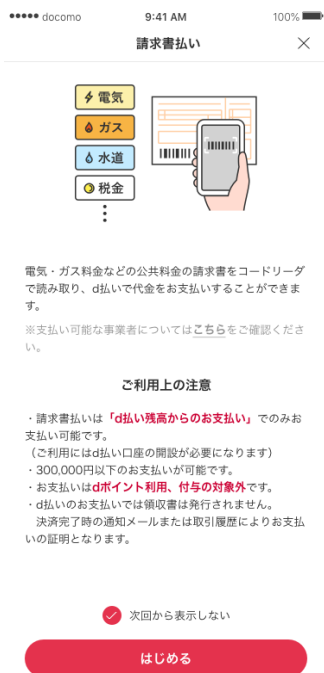 docomo 9:41 AM 100%
請求書払い
電気
ガス
水道
税金
電気・ガス料金などの公共料金の請求書をコードリーダ
で読み取り、d払いで代金をお支払いすることができま
す。
※支払い可能な事業者についてはこちらをご確認くださ
い。
ご利用上の注意
・請求書払いは「d払い残高からのお支払い」でのみお
支払い可能です。
（ご利用にはd払い口座の開設が必要になります）
・300,000円以下のお支払いが可能です。
・お支払いはdポイント利用、付与の対象外です。
・d払いのお支払いでは領収書は発行されません。
決済完了時の通知メールまたは取引履歴によりお支払
いの証明となります。
次回から表示しない
はじめる